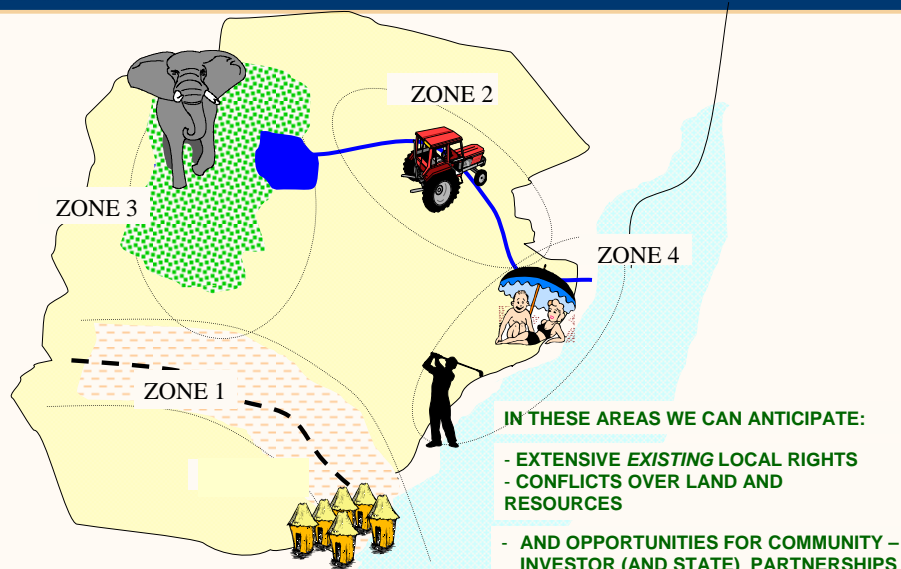 ZONE 2
ZONE 3
ZONE 4
ZONE 1
IN THESE AREAS WE CAN ANTICIPATE:
- EXTENSIVE EXISTING LOCAL RIGHTS
- CONFLICTS OVER LAND AND
RESOURCES
- AND OPPORTUNITIES FOR COMMUNITY –
INVESTOR (AND STATE) PARTNERSHIPS